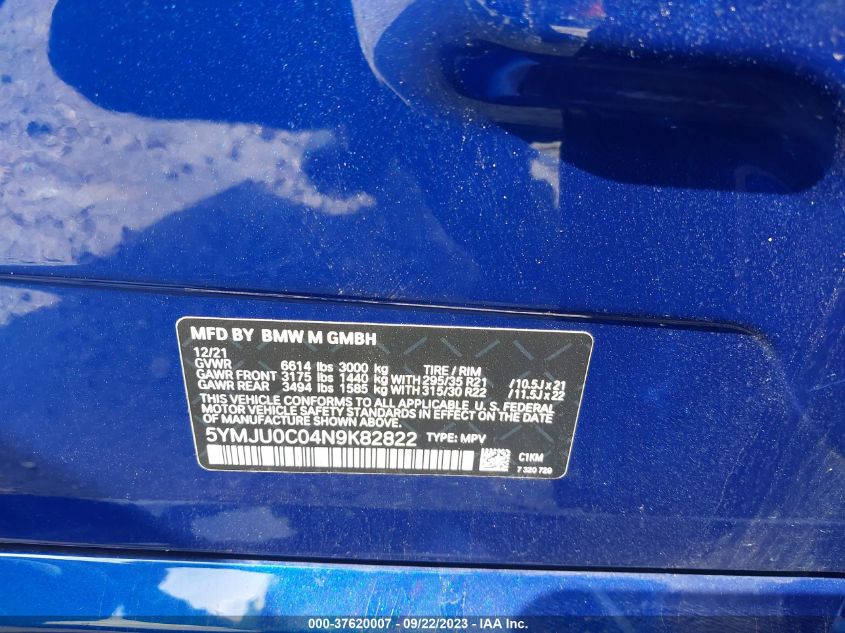 MFD BY BMW M GMBH
12/21
GVWR 6614 lbs 3000 kg TIRE / RIM
GAWR FRONT 3175 lbs 1440 kg WITH 295/35 R21 /10.5J x 21
GAWR REAR 3494 lbs 1585 kg WITH 315/30 R22 /11.5J x 22
THIS VEHICLE CONFORMS TO ALL APPLICABLE U. S. FEDERAL
MOTOR VEHICLE SAFETY STANDARDS IN EFFECT ON THE DATE
OF MANUFACTURE SHOWN ABOVE.
5YMJU0C04N9K82822 TYPE: MPV
C1KM
7 320 729
000-37620007 - 09/22/2023 - IAA Inc.